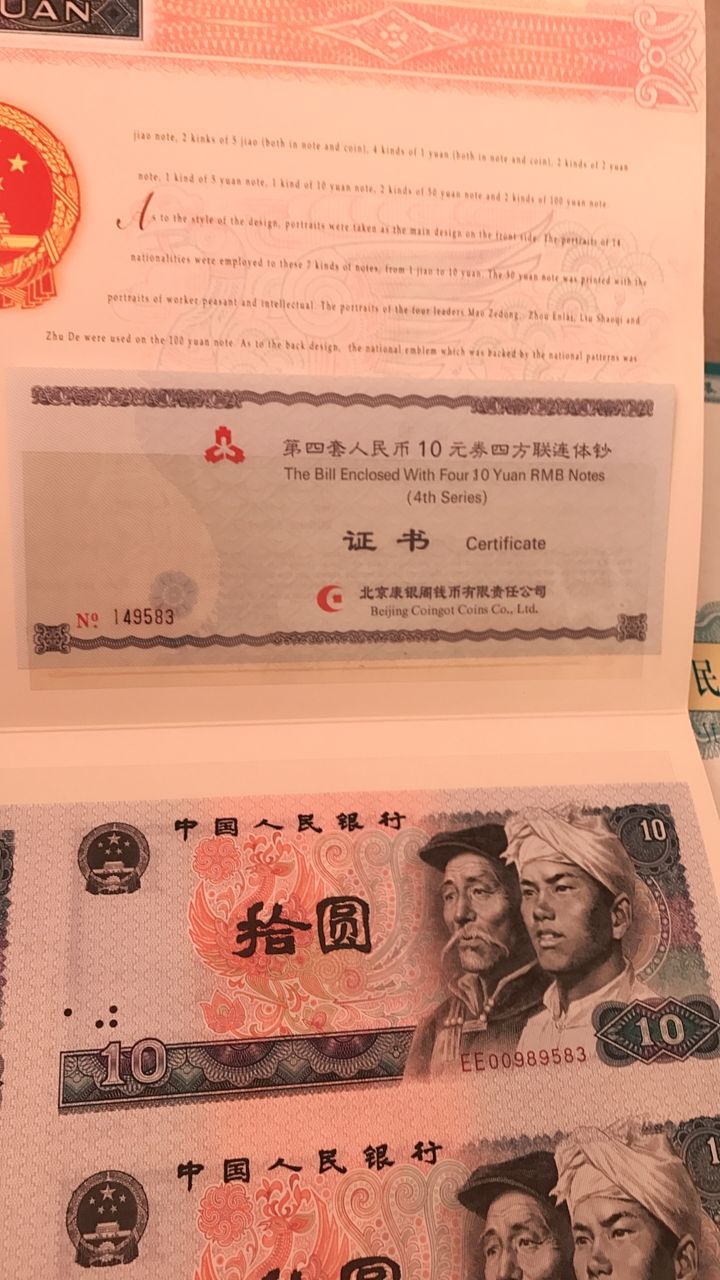 UAN
jiao note, 2 kinks of 5 jiao (both in note and coin), 4 kinds of 1 yuan (both in note and coin), 2 kinds of 2 yuan
note, 1 kind of 5 yuan note, 1 kind of 10 yuan note, 2 kinds of 50 yuan note and 2 kinds of 100 yuan note.
As to the style of the design, portraits were taken as the main design on the front side. The portraits of 14
nationalities were employed to these 7 kinds of notes, from 1 jiao to 10 yuan. The 50 yuan note was printed with the
portraits of worker peasant and intellectual. The portraits of the four leaders Mao Zedong, Zhou Enlai, Liu Shaoqi and
Zhu De were used on the 100 yuan note. As to the back design, the national emblem which was backed by the national patterns was
第四套人民币 10 元券四方联连体钞
The Bill Enclosed With Four 10 Yuan RMB Notes
(4th Series)
证 书 Certificate
北京康银阁钱币有限责任公司
Beijing Coingot Coins Co., Ltd.
Nº. 149583
民
中国人民银行
10
拾圆
10
10
EE00989583
中国人民银行
1
拾圆